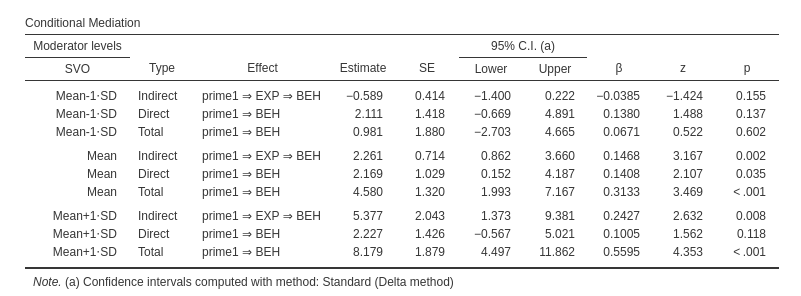 Conditional Mediation
Moderator levels 95% C.I. (a)
SVO Type Effect Estimate SE Lower Upper β z p
Mean-1·SD Indirect prime1 ⇒ EXP ⇒ BEH −0.589 0.414 −1.400 0.222 −0.0385 −1.424 0.155
Mean-1·SD Direct prime1 ⇒ BEH 2.111 1.418 −0.669 4.891 0.1380 1.488 0.137
Mean-1·SD Total prime1 ⇒ BEH 0.981 1.880 −2.703 4.665 0.0671 0.522 0.602
Mean Indirect prime1 ⇒ EXP ⇒ BEH 2.261 0.714 0.862 3.660 0.1468 3.167 0.002
Mean Direct prime1 ⇒ BEH 2.169 1.029 0.152 4.187 0.1408 2.107 0.035
Mean Total prime1 ⇒ BEH 4.580 1.320 1.993 7.167 0.3133 3.469 < .001
Mean+1·SD Indirect prime1 ⇒ EXP ⇒ BEH 5.377 2.043 1.373 9.381 0.2427 2.632 0.008
Mean+1·SD Direct prime1 ⇒ BEH 2.227 1.426 −0.567 5.021 0.1005 1.562 0.118
Mean+1·SD Total prime1 ⇒ BEH 8.179 1.879 4.497 11.862 0.5595 4.353 < .001
Note. (a) Confidence intervals computed with method: Standard (Delta method)